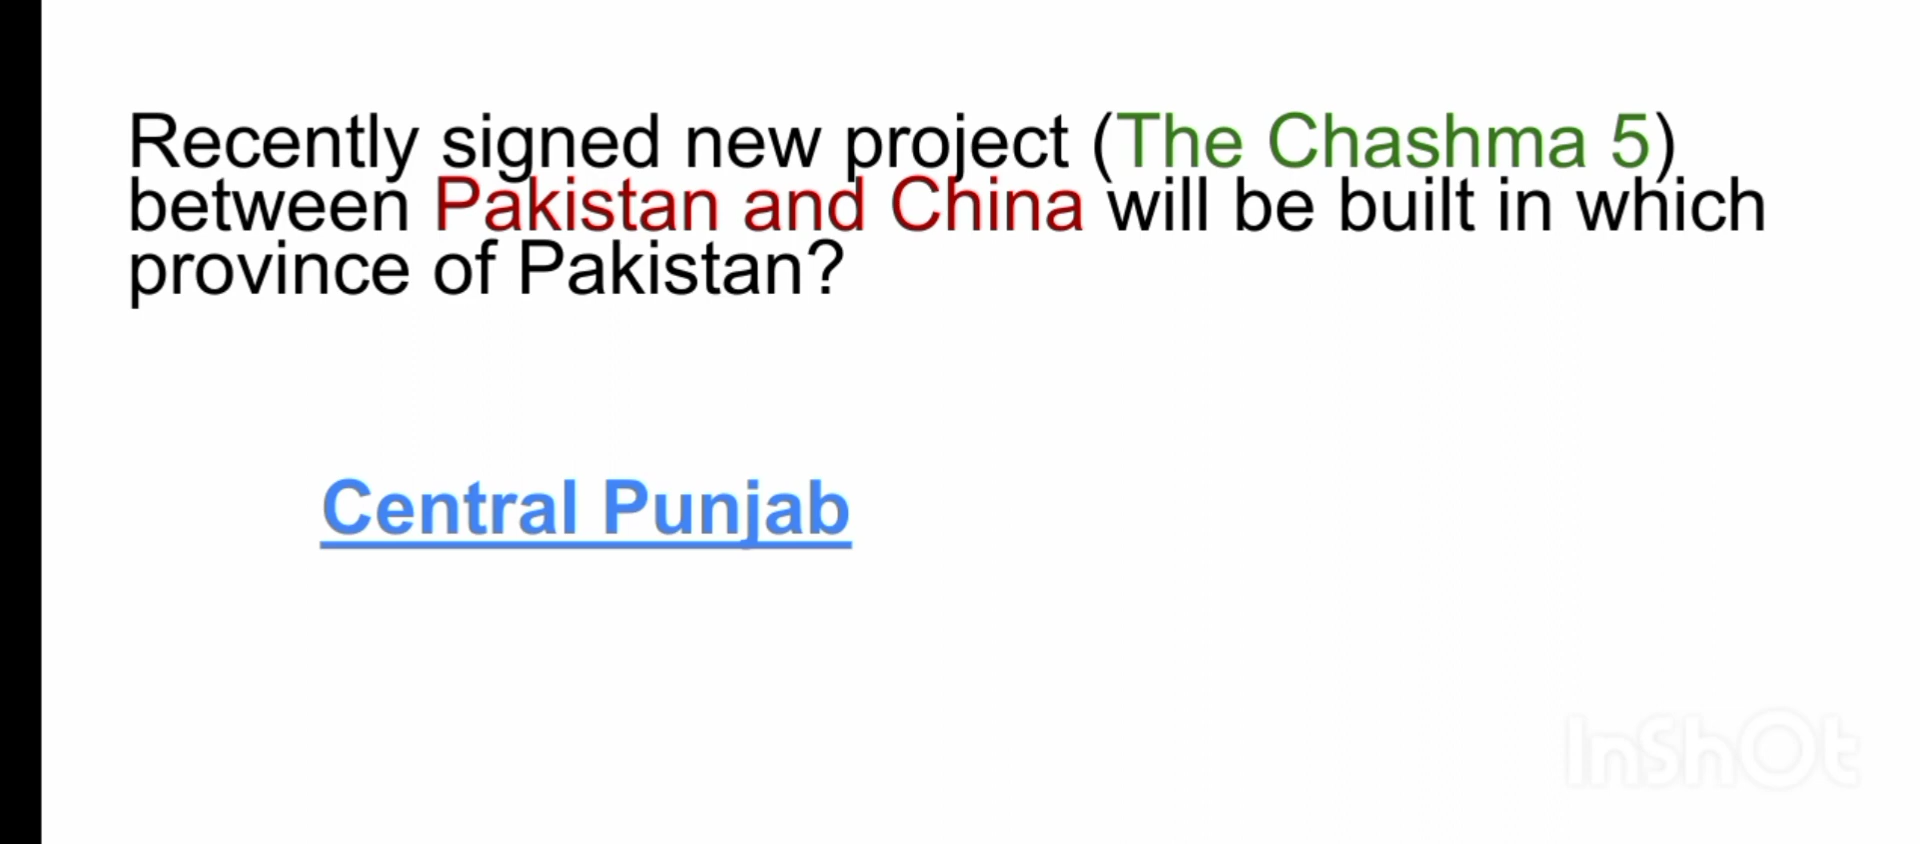 Recently signed new project (The Chashma 5)
between Pakistan and China will be built in which
province of Pakistan?
Central Punjab
InShOt